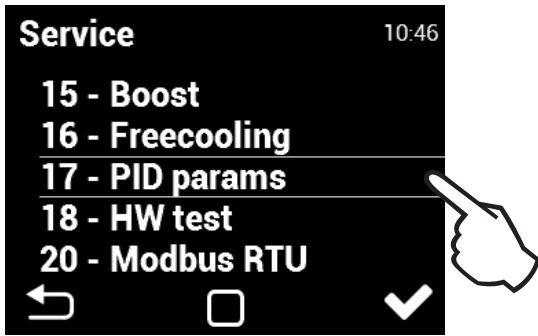 Service 10:46
15 - Boost
16 - Freecooling
17 - PID params
18 - HW test
20 - Modbus RTU